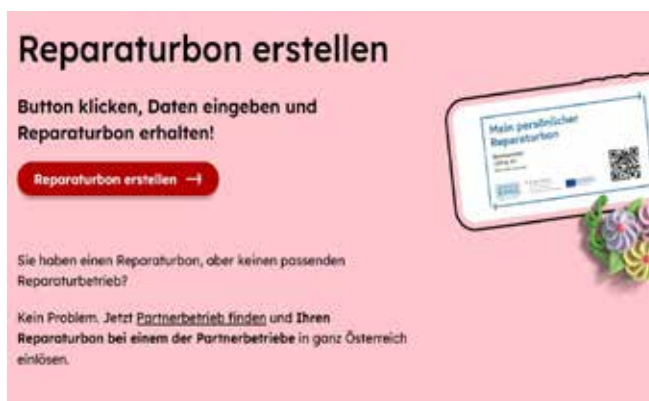 Reparaturbon erstellen
Button klicken, Daten eingeben und
Reparaturbon erhalten!
Reparaturbon erstellen →
Mein persönlicher
Reparaturbon
Sie haben einen Reparaturbon, aber keinen passenden
Reparaturbetrieb?
Kein Problem. Jetzt Partnerbetrieb finden und Ihren
Reparaturbon bei einem der Partnerbetriebe in ganz Österreich
einlösen.